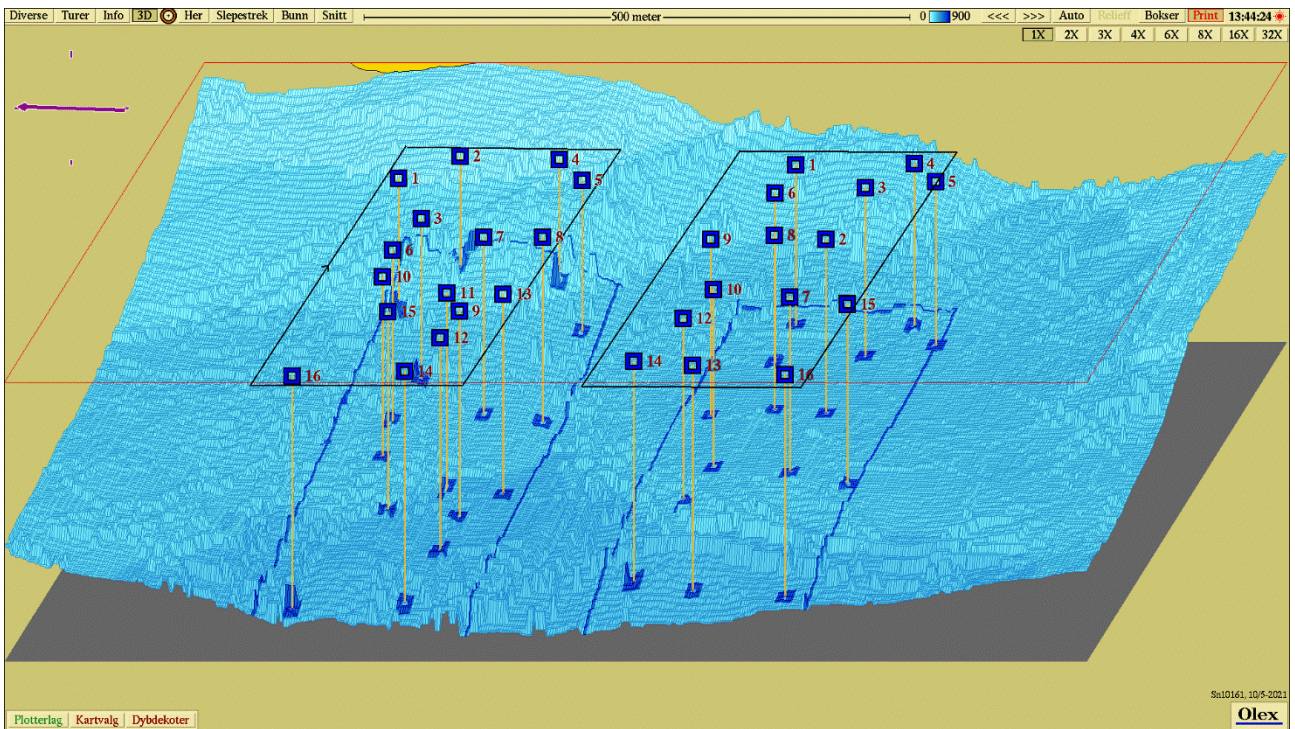 Diverse Turer Info 3D Her Slepestrek Bunn Snitt 500 meter 0 900 <<< >>> Auto Relieff Bokser Print 13:44:24
1X 2X 3X 4X 6X 8X 16X 32X
2 4 1 4
1 5 6 3 5
3
7 8 9 8 2
6
10 11 13 10 7 15
15 9 12
12
14 13
16 14 16
Sn10161, 10/5-2021
Plotterlag Kartvalg Dybdekoter Olex